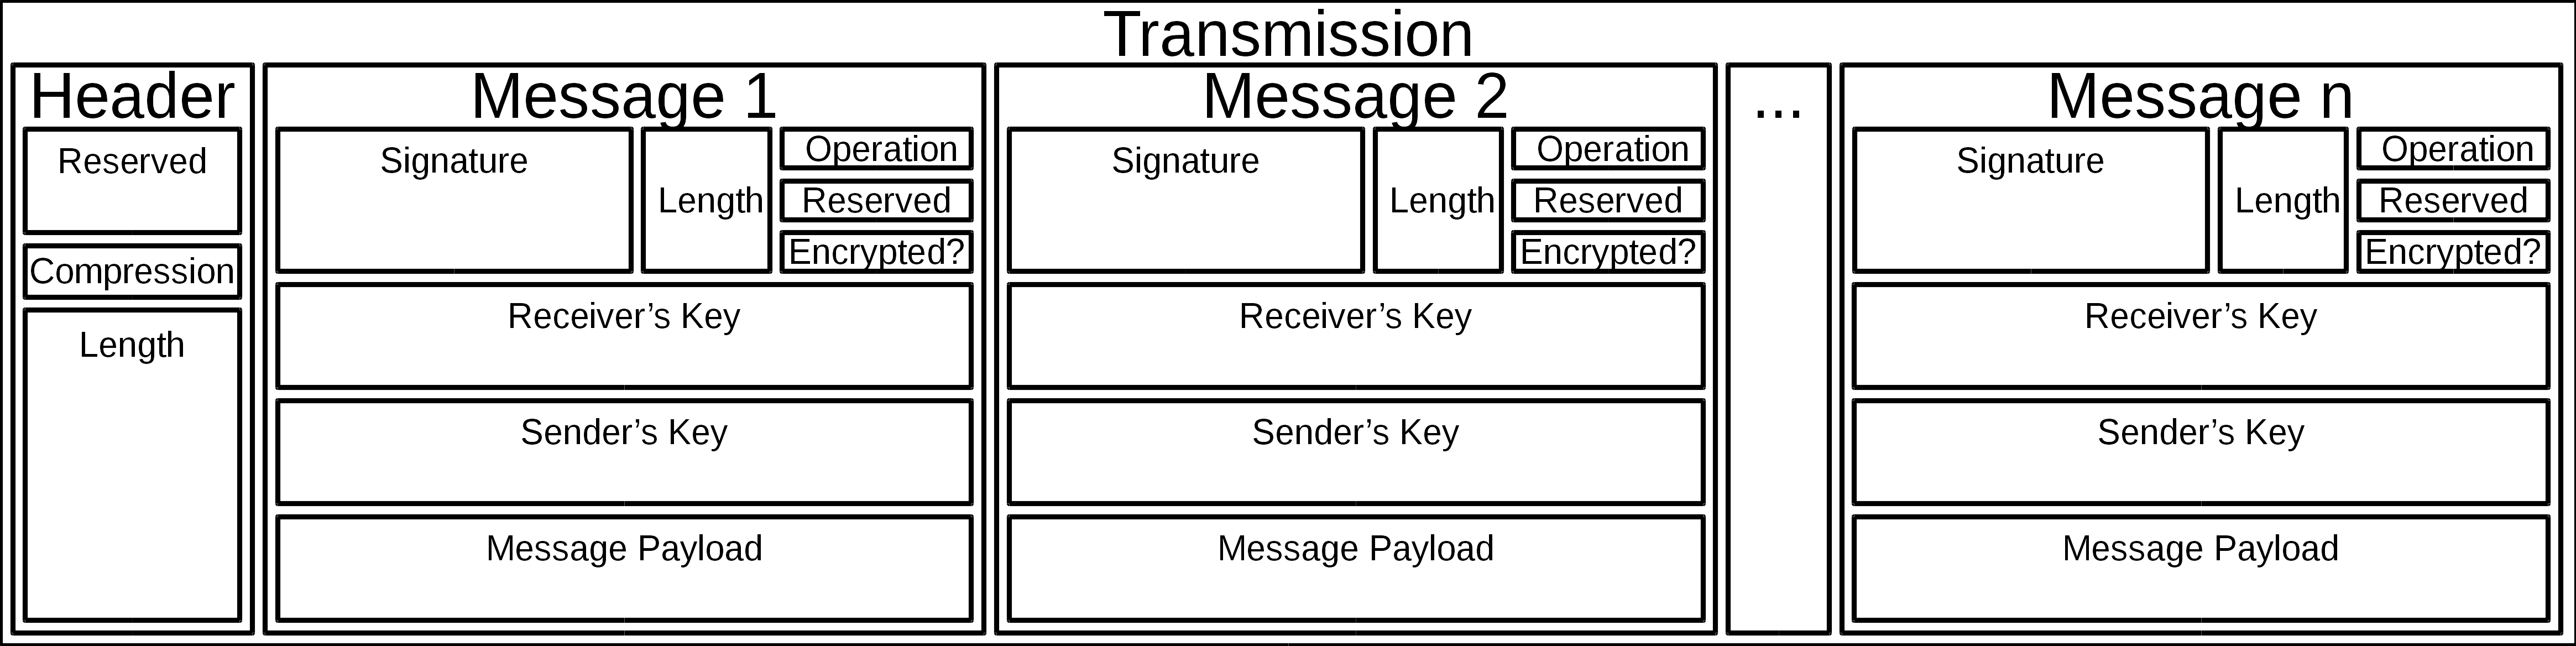 Transmission
Header
Reserved
Compression
Length
Message 1
Signature
Length
Operation
Reserved
Encrypted?
Receiver’s Key
Sender’s Key
Message Payload
Message 2
Signature
Length
Operation
Reserved
Encrypted?
Receiver’s Key
Sender’s Key
Message Payload
...
Message n
Signature
Length
Operation
Reserved
Encrypted?
Receiver’s Key
Sender’s Key
Message Payload